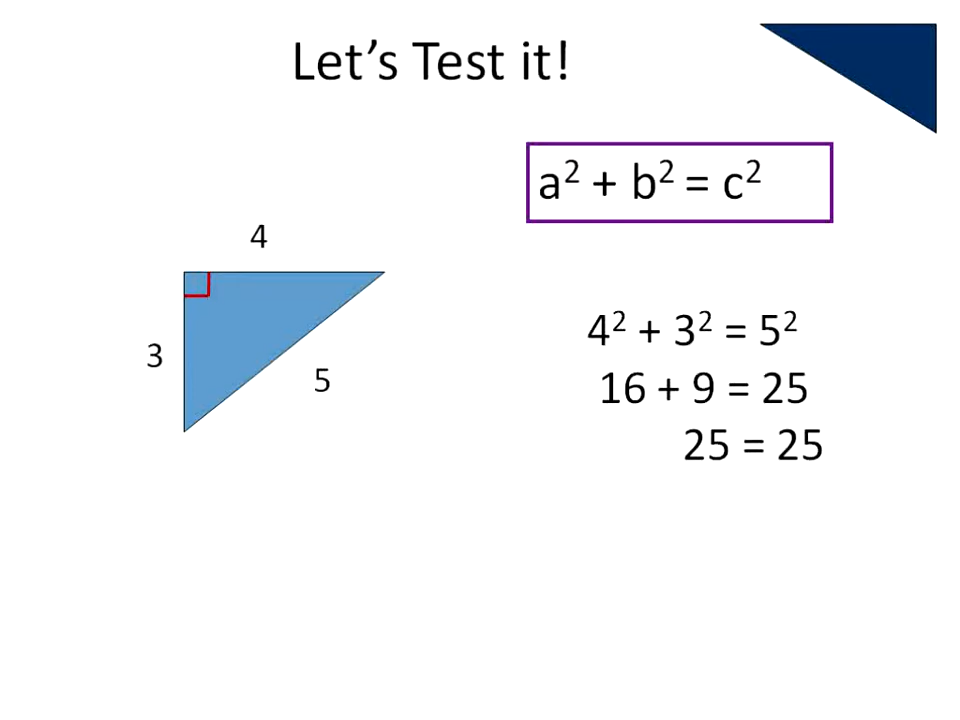 Let's Test it!
a² + b² = c²
4
3
5
4² + 3² = 5²
16 + 9 = 25
25 = 25